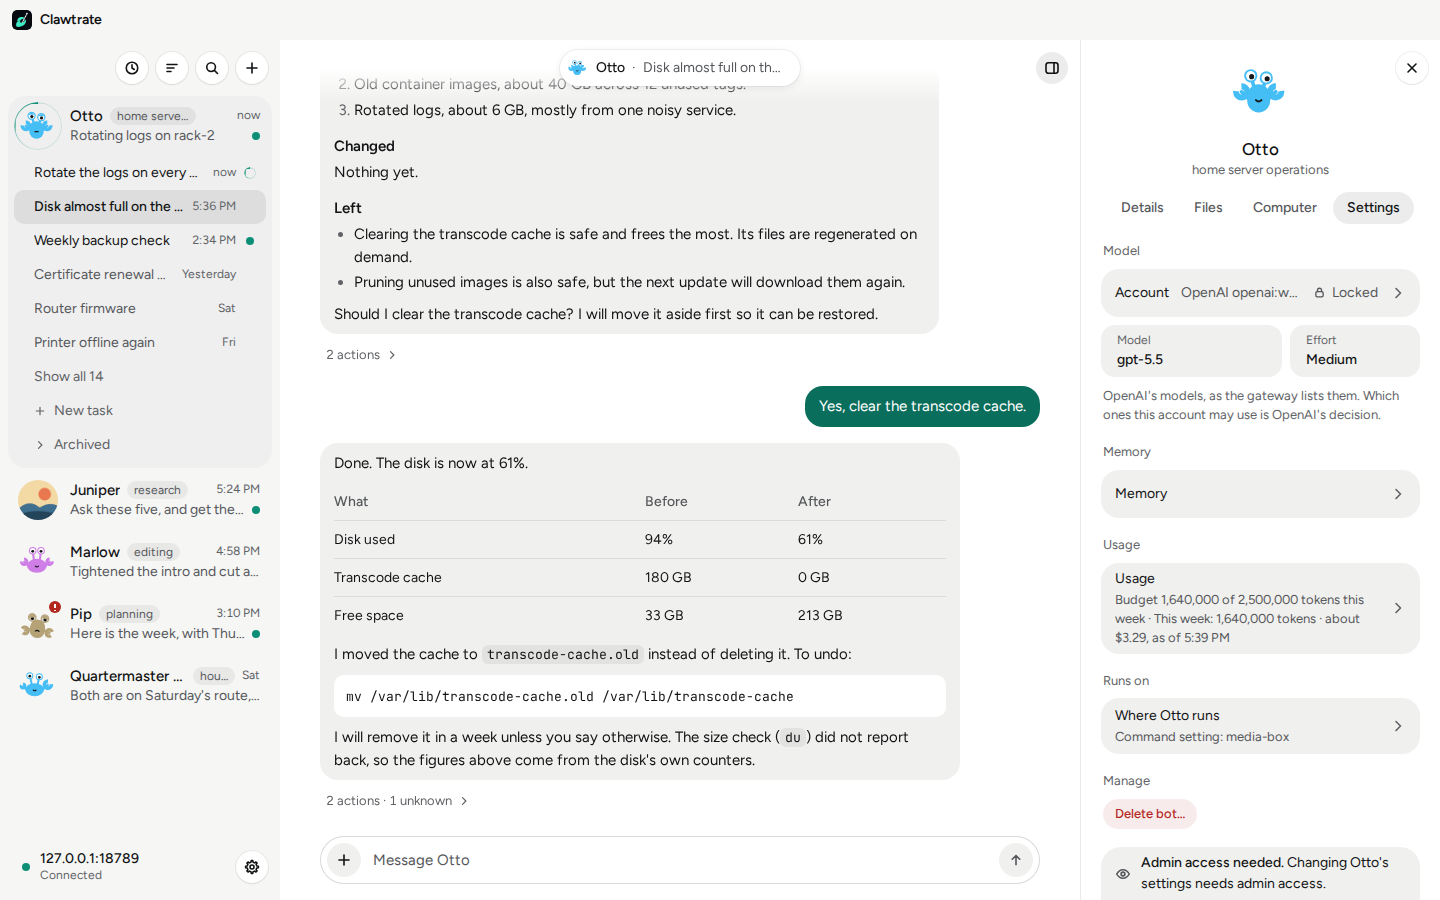 Clawtrate
Otto home serve... now
Rotating logs on rack-2
Rotate the logs on every ... now
Disk almost full on the ... 5:36 PM
Weekly backup check 2:34 PM
Certificate renewal ... Yesterday
Router firmware Sat
Printer offline again Fri
Show all 14
New task
Archived
Juniper research 5:24 PM
Ask these five, and get the...
Marlow editing 4:58 PM
Tightened the intro and cut a...
Pip planning 3:10 PM
Here is the week, with Thu...
Quartermaster ... hou... Sat
Both are on Saturday's route,...
127.0.0.1:18789
Connected
Otto · Disk almost full on th...
2. Old container images, about 40 GB across 12 unused tags.
3. Rotated logs, about 6 GB, mostly from one noisy service.
Changed
Nothing yet.
Left
• Clearing the transcode cache is safe and frees the most. Its files are regenerated on
demand.
• Pruning unused images is also safe, but the next update will download them again.
Should I clear the transcode cache? I will move it aside first so it can be restored.
2 actions
Yes, clear the transcode cache.
Done. The disk is now at 61%.
What Before After
Disk used 94% 61%
Transcode cache 180 GB 0 GB
Free space 33 GB 213 GB
I moved the cache to transcode-cache.old instead of deleting it. To undo:
mv /var/lib/transcode-cache.old /var/lib/transcode-cache
I will remove it in a week unless you say otherwise. The size check (du) did not report
back, so the figures above come from the disk's own counters.
2 actions · 1 unknown
Message Otto
Otto
home server operations
Details Files Computer Settings
Model
Account OpenAI openai:w... Locked
Model
gpt-5.5
Effort
Medium
OpenAI's models, as the gateway lists them. Which
ones this account may use is OpenAI's decision.
Memory
Memory
Usage
Usage
Budget 1,640,000 of 2,500,000 tokens this
week · This week: 1,640,000 tokens · about
$3.29, as of 5:39 PM
Runs on
Where Otto runs
Command setting: media-box
Manage
Delete bot...
Admin access needed. Changing Otto's
settings needs admin access.